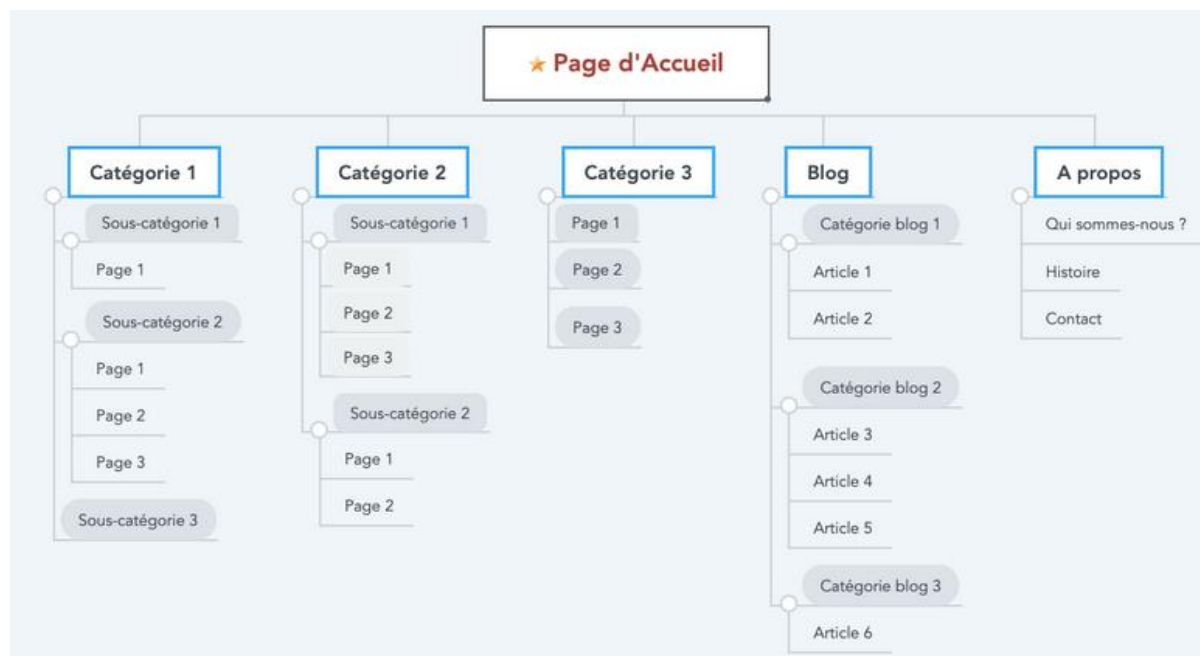 Page d'Accueil
Catégorie 1
Sous-catégorie 1
Page 1
Sous-catégorie 2
Page 1
Page 2
Page 3
Sous-catégorie 3
Catégorie 2
Sous-catégorie 1
Page 1
Page 2
Page 3
Sous-catégorie 2
Page 1
Page 2
Catégorie 3
Page 1
Page 2
Page 3
Blog
Catégorie blog 1
Article 1
Article 2
Catégorie blog 2
Article 3
Article 4
Article 5
Catégorie blog 3
Article 6
A propos
Qui sommes-nous ?
Histoire
Contact